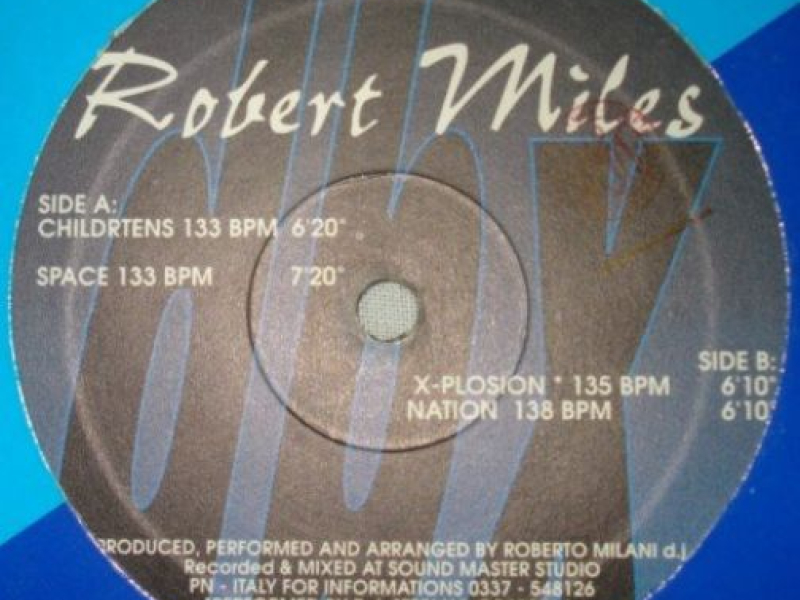 Robert Miles
SIDE A:
CHILDRTENS 133 BPM 6'20"
SPACE 133 BPM 7'20"
SIDE B:
X-PLOSION * 135 BPM 6'10"
NATION 138 BPM 6'10"
PRODUCED, PERFORMED AND ARRANGED BY ROBERTO MILANI d.j.
Recorded & MIXED AT SOUND MASTER STUDIO
PN - ITALY FOR INFORMATIONS 0337 - 548126